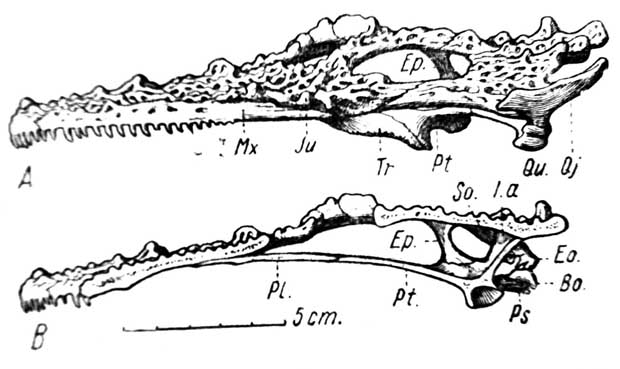 Ep.
Mx Ju Tr Pt Qu. Qj
A
So. l.a
Ep. Eo.
Pl. Pt. Bo.
5 cm. Ps
B